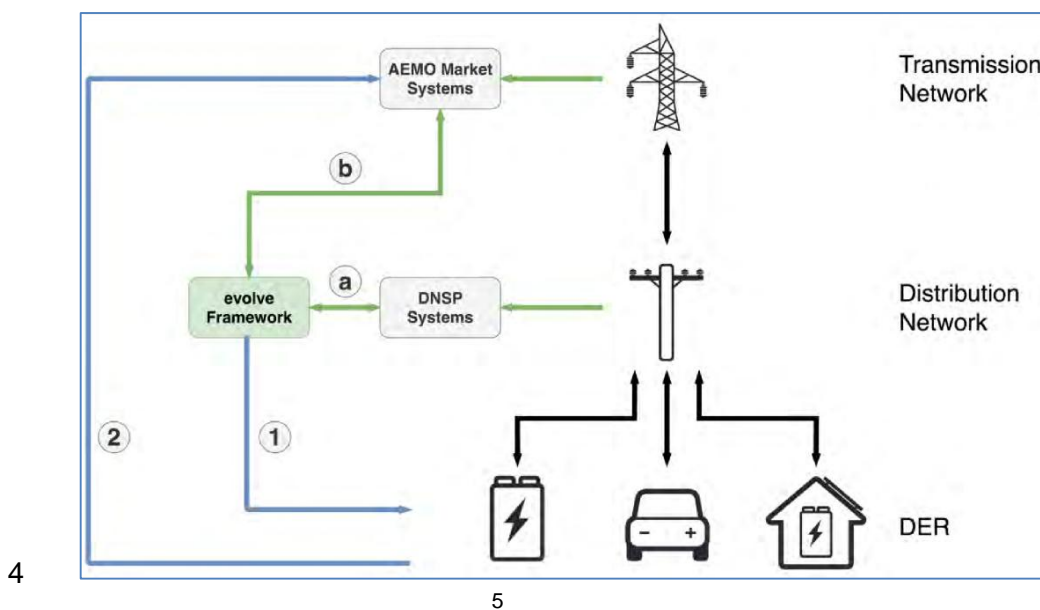 AEMO Market
Systems
Transmission
Network
b
evolve
Framework
a
DNSP
Systems
Distribution
Network
2
1
- +
DER
4
5